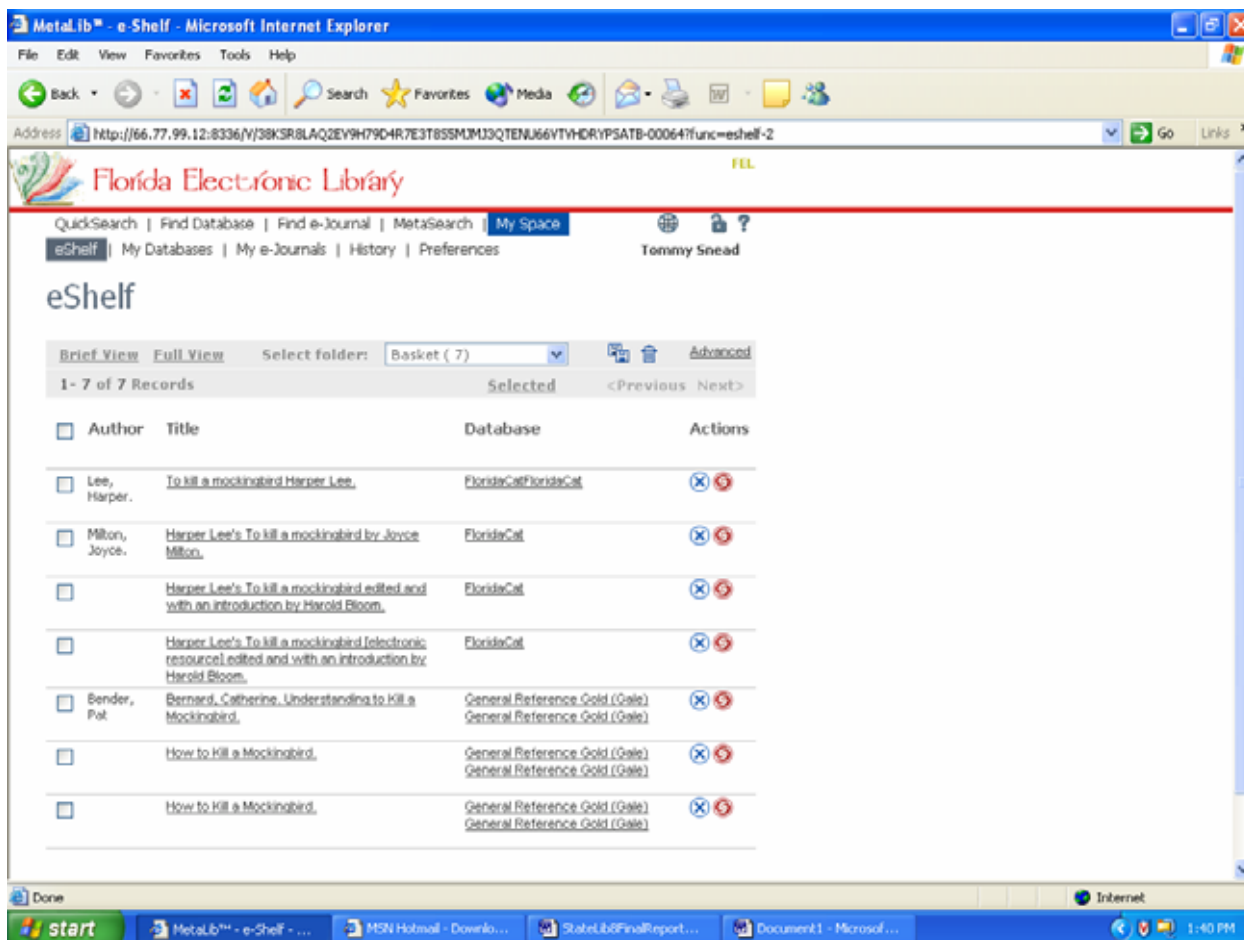 MetaLib™ - e-Shelf - Microsoft Internet Explorer
File Edit View Favorites Tools Help
Back Search Favorites Media
Address http://66.77.99.12:8336/V/38KSR8LAQ2EV9H79D4R7E3T8S5MJMJ3QTENU66VTVHDRYPSATB-00064?func=eshelf-2 Go Links
FEL
Florida Electronic Library
QuickSearch | Find Database | Find e-Journal | MetaSearch | My Space ?
eShelf | My Databases | My e-Journals | History | Preferences Tommy Snead
eShelf
Brief View Full View Select folder: Basket ( 7) Advanced
1- 7 of 7 Records Selected <Previous Next>
Author Title Database Actions
Lee, To kill a mockingbird Harper Lee. FloridaCatFloridaCat
Harper.
Milton, Harper Lee's To kill a mockingbird by Joyce FloridaCat
Joyce. Milton.
Harper Lee's To kill a mockingbird edited and FloridaCat
with an introduction by Harold Bloom.
Harper Lee's To kill a mockingbird [electronic FloridaCat
resource] edited and with an introduction by
Harold Bloom.
Bender, Bernard, Catherine. Understanding to Kill a General Reference Gold (Gale)
Pat Mockingbird. General Reference Gold (Gale)
How to Kill a Mockingbird. General Reference Gold (Gale)
General Reference Gold (Gale)
How to Kill a Mockingbird. General Reference Gold (Gale)
General Reference Gold (Gale)
Done Internet
start MetaLib™ - e-Shelf - ... MSN Hotmail - Downlo... StateLib8FinalReport... Document1 - Microsof... 1:40 PM